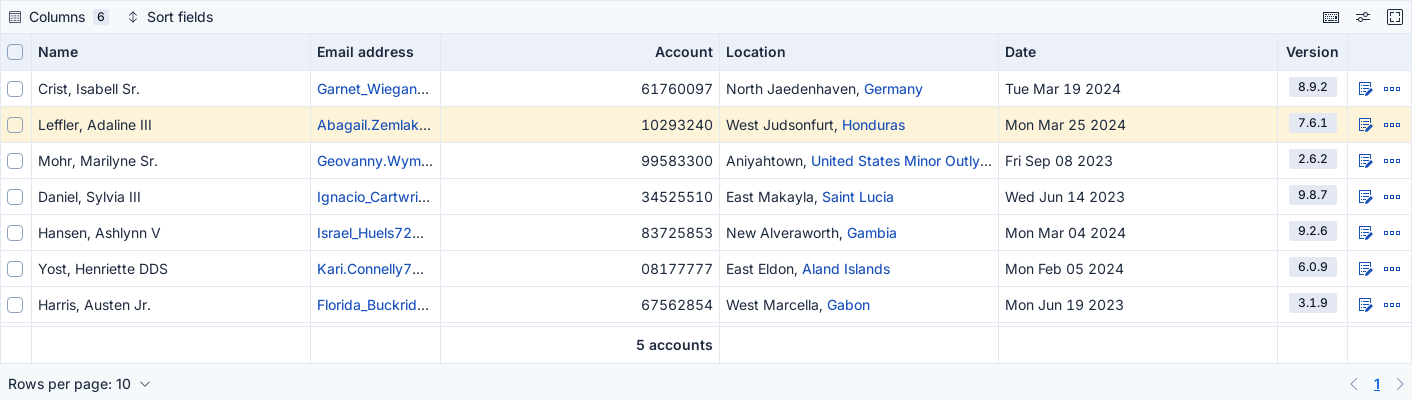 Columns 6 Sort fields
Name Email address Account Location Date Version
Crist, Isabell Sr. Garnet_Wiegan... 61760097 North Jaedenhaven, Germany Tue Mar 19 2024 8.9.2
Leffler, Adaline III Abagail.Zemlak... 10293240 West Judsonfurt, Honduras Mon Mar 25 2024 7.6.1
Mohr, Marilyne Sr. Geovanny.Wym... 99583300 Aniyahtown, United States Minor Outly... Fri Sep 08 2023 2.6.2
Daniel, Sylvia III Ignacio_Cartwri... 34525510 East Makayla, Saint Lucia Wed Jun 14 2023 9.8.7
Hansen, Ashlynn V Israel_Huels72... 83725853 New Alveraworth, Gambia Mon Mar 04 2024 9.2.6
Yost, Henriette DDS Kari.Connelly7... 08177777 East Eldon, Aland Islands Mon Feb 05 2024 6.0.9
Harris, Austen Jr. Florida_Buckrid... 67562854 West Marcella, Gabon Mon Jun 19 2023 3.1.9
5 accounts
Rows per page: 10 1